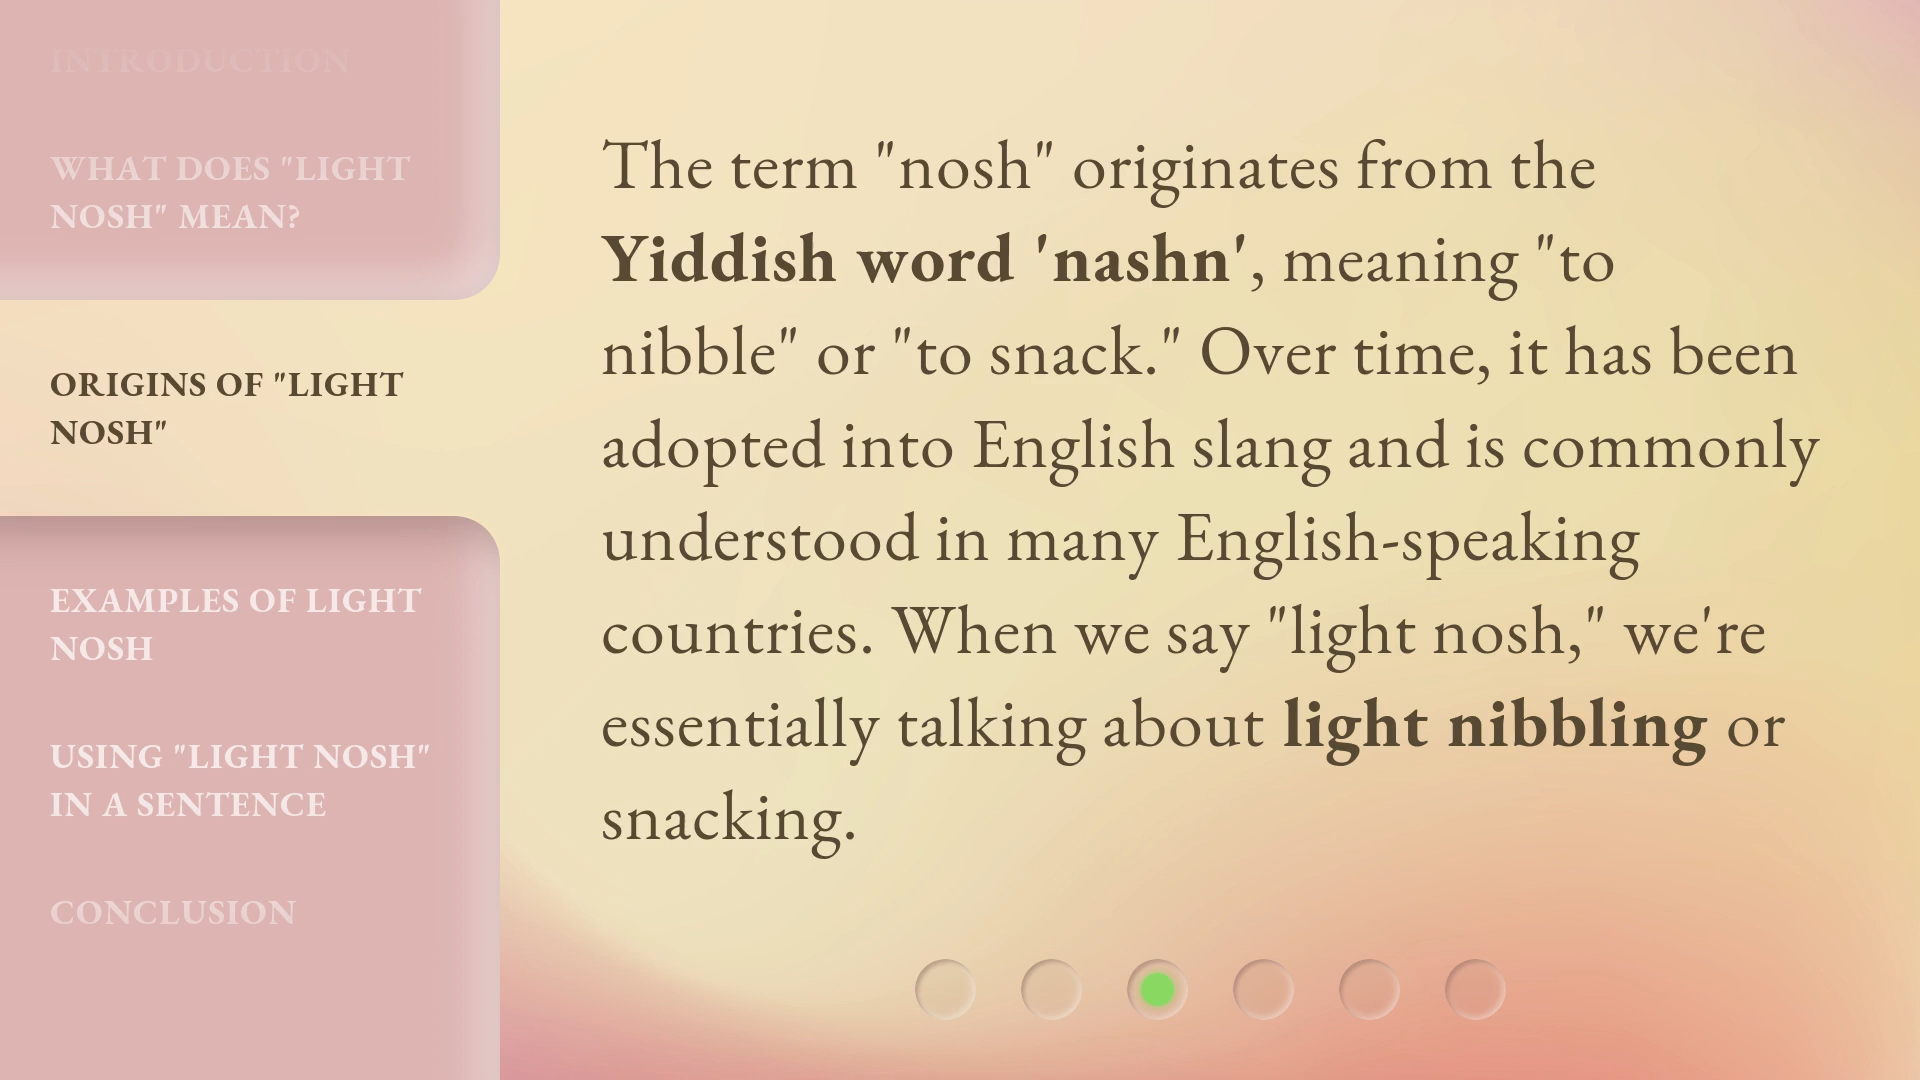 INTRODUCTION
WHAT DOES "LIGHT
NOSH" MEAN?
ORIGINS OF "LIGHT
NOSH"
EXAMPLES OF LIGHT
NOSH
USING "LIGHT NOSH"
IN A SENTENCE
CONCLUSION
The term "nosh" originates from the
Yiddish word 'nashn', meaning "to
nibble" or "to snack." Over time, it has been
adopted into English slang and is commonly
understood in many English-speaking
countries. When we say "light nosh," we're
essentially talking about light nibbling or
snacking.